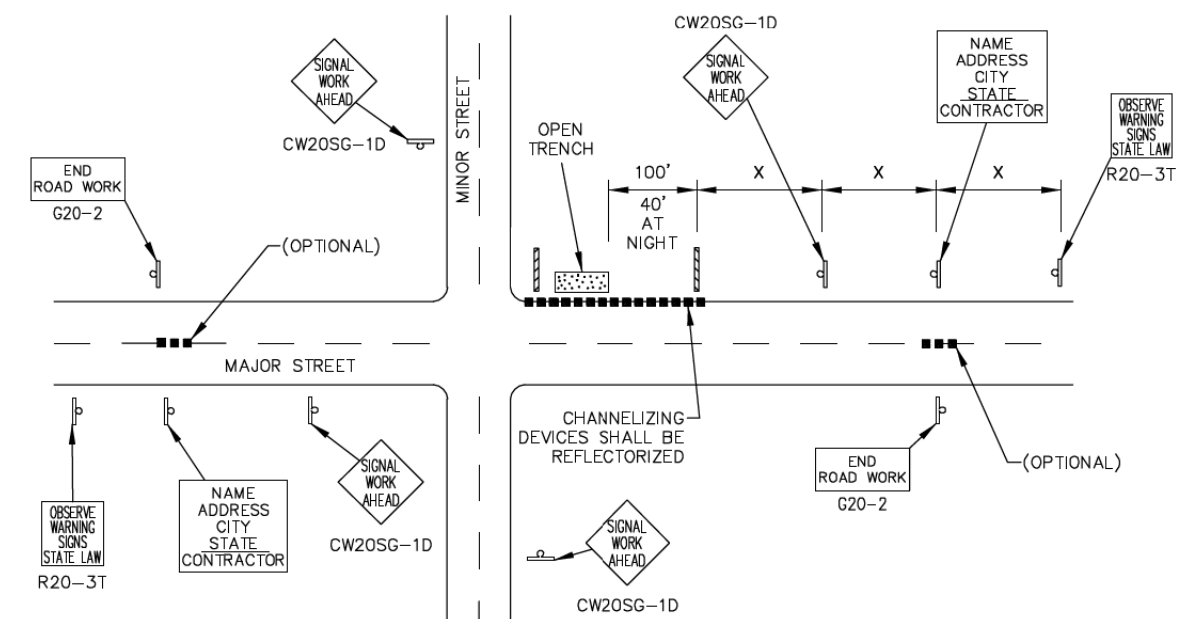 CW20SG-1D
SIGNAL
WORK
AHEAD
CW20SG-1D
MINOR STREET
OPEN
TRENCH
SIGNAL
WORK
AHEAD
NAME
ADDRESS
CITY
STATE
CONTRACTOR
OBSERVE
WARNING
SIGNS
STATE LAW
R20-3T
END
ROAD WORK
G20-2
100'
X
X
X
40'
AT
NIGHT
(OPTIONAL)
MAJOR STREET
CHANNELIZING
DEVICES SHALL BE
REFLECTORIZED
END
ROAD WORK
G20-2
(OPTIONAL)
OBSERVE
WARNING
SIGNS
STATE LAW
R20-3T
NAME
ADDRESS
CITY
STATE
CONTRACTOR
SIGNAL
WORK
AHEAD
CW20SG-1D
SIGNAL
WORK
AHEAD
CW20SG-1D